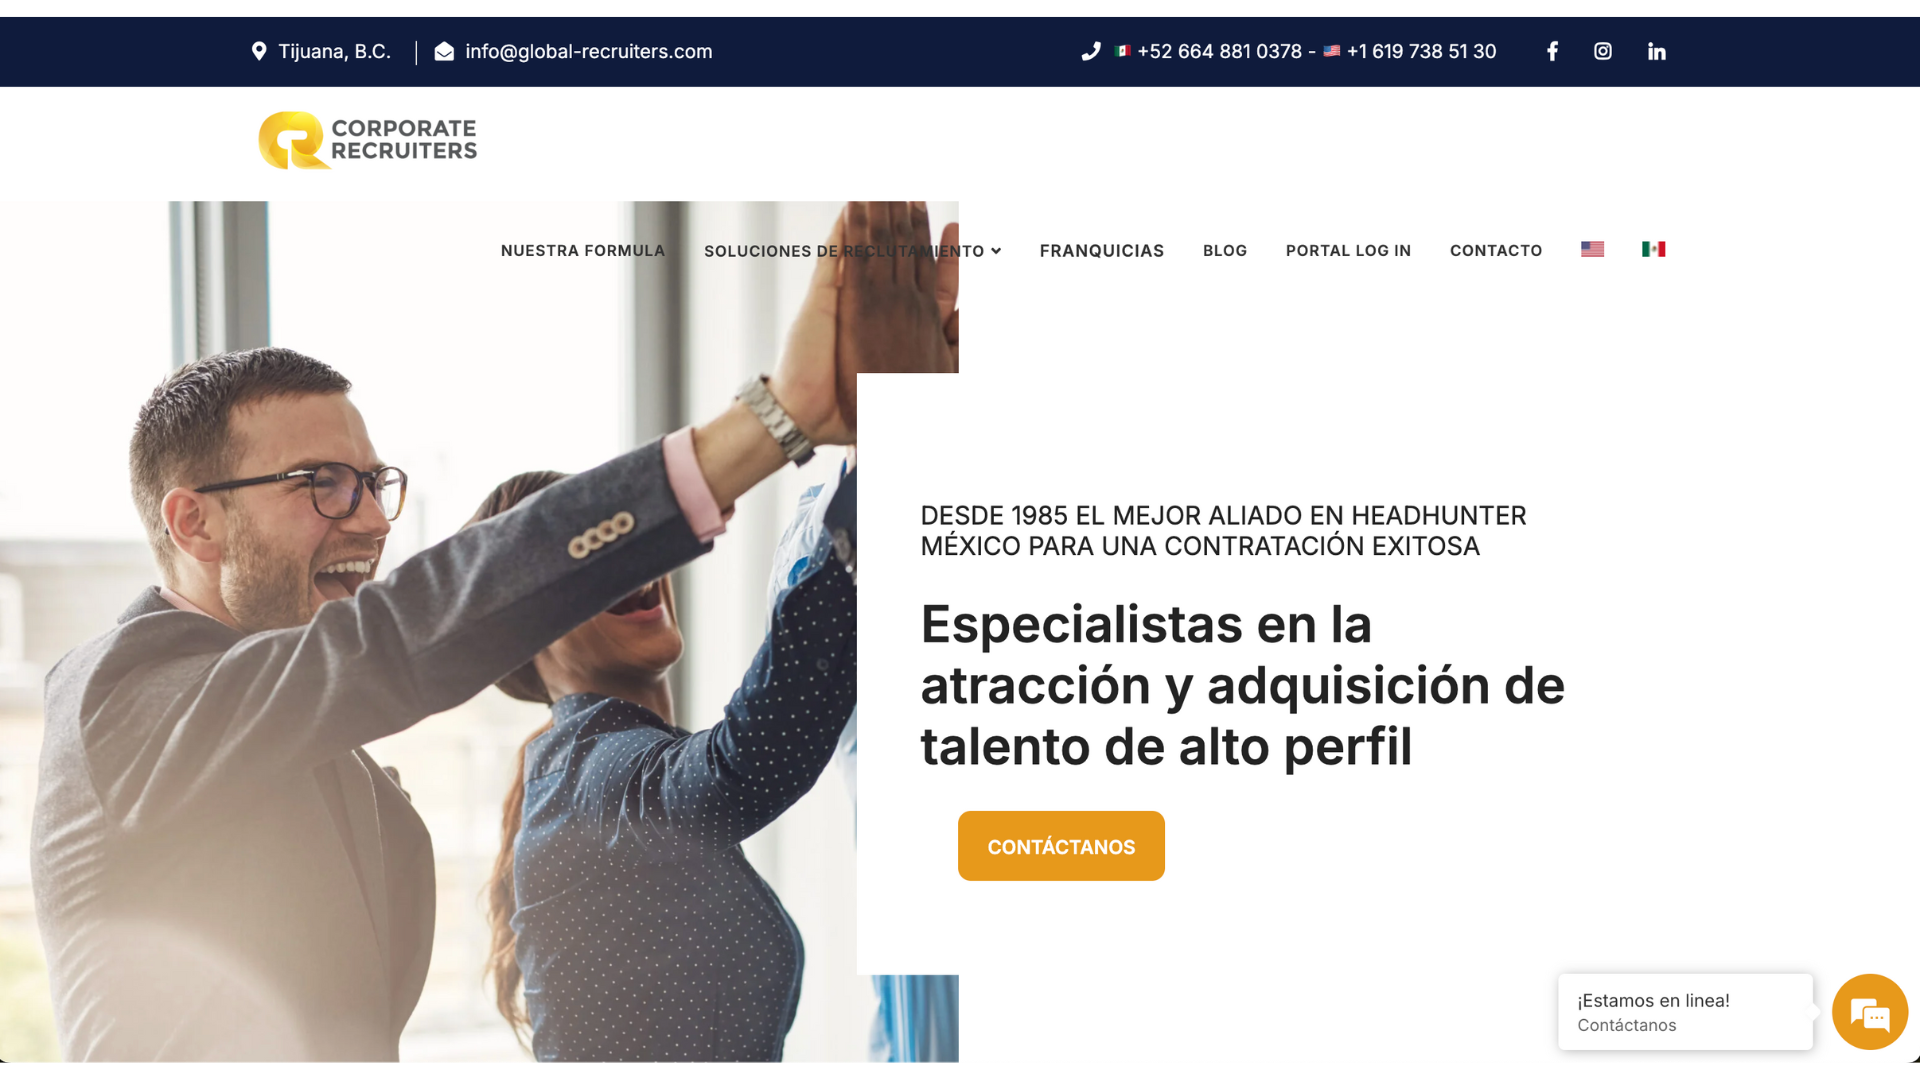 Tijuana, B.C.
info@global-recruiters.com
+52 664 881 0378 - +1 619 738 51 30
CORPORATE
RECRUITERS
NUESTRA FORMULA
SOLUCIONES DE RECLUTAMIENTO
FRANQUICIAS
BLOG
PORTAL LOG IN
CONTACTO
DESDE 1985 EL MEJOR ALIADO EN HEADHUNTER
MÉXICO PARA UNA CONTRATACIÓN EXITOSA
Especialistas en la
atracción y adquisición de
talento de alto perfil
CONTÁCTANOS
¡Estamos en linea!
Contáctanos